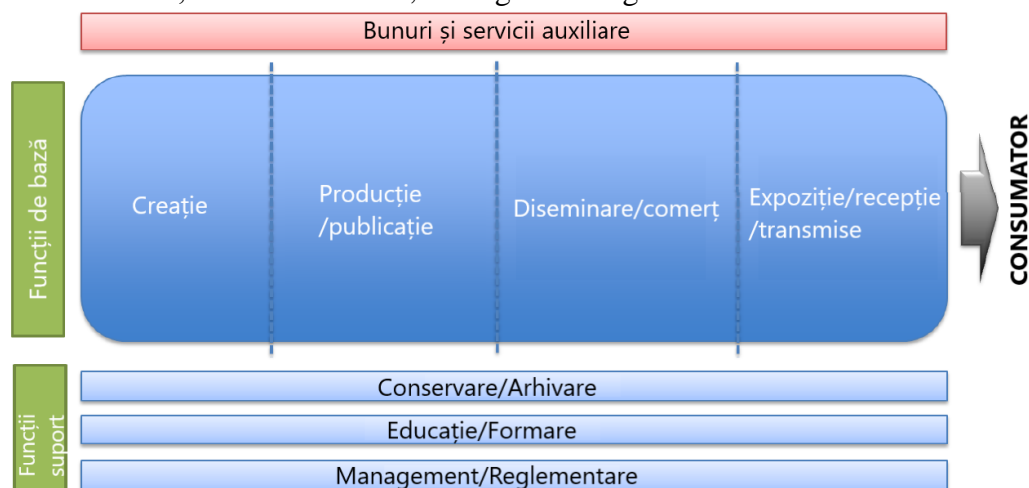 Bunuri și servicii auxiliare
Funcții de bază
Creație
Producție
/publicație
Diseminare/comerț
Expoziție/recepție
/transmise
CONSUMATOR
Funcții
suport
Conservare/Arhivare
Educație/Formare
Management/Reglementare